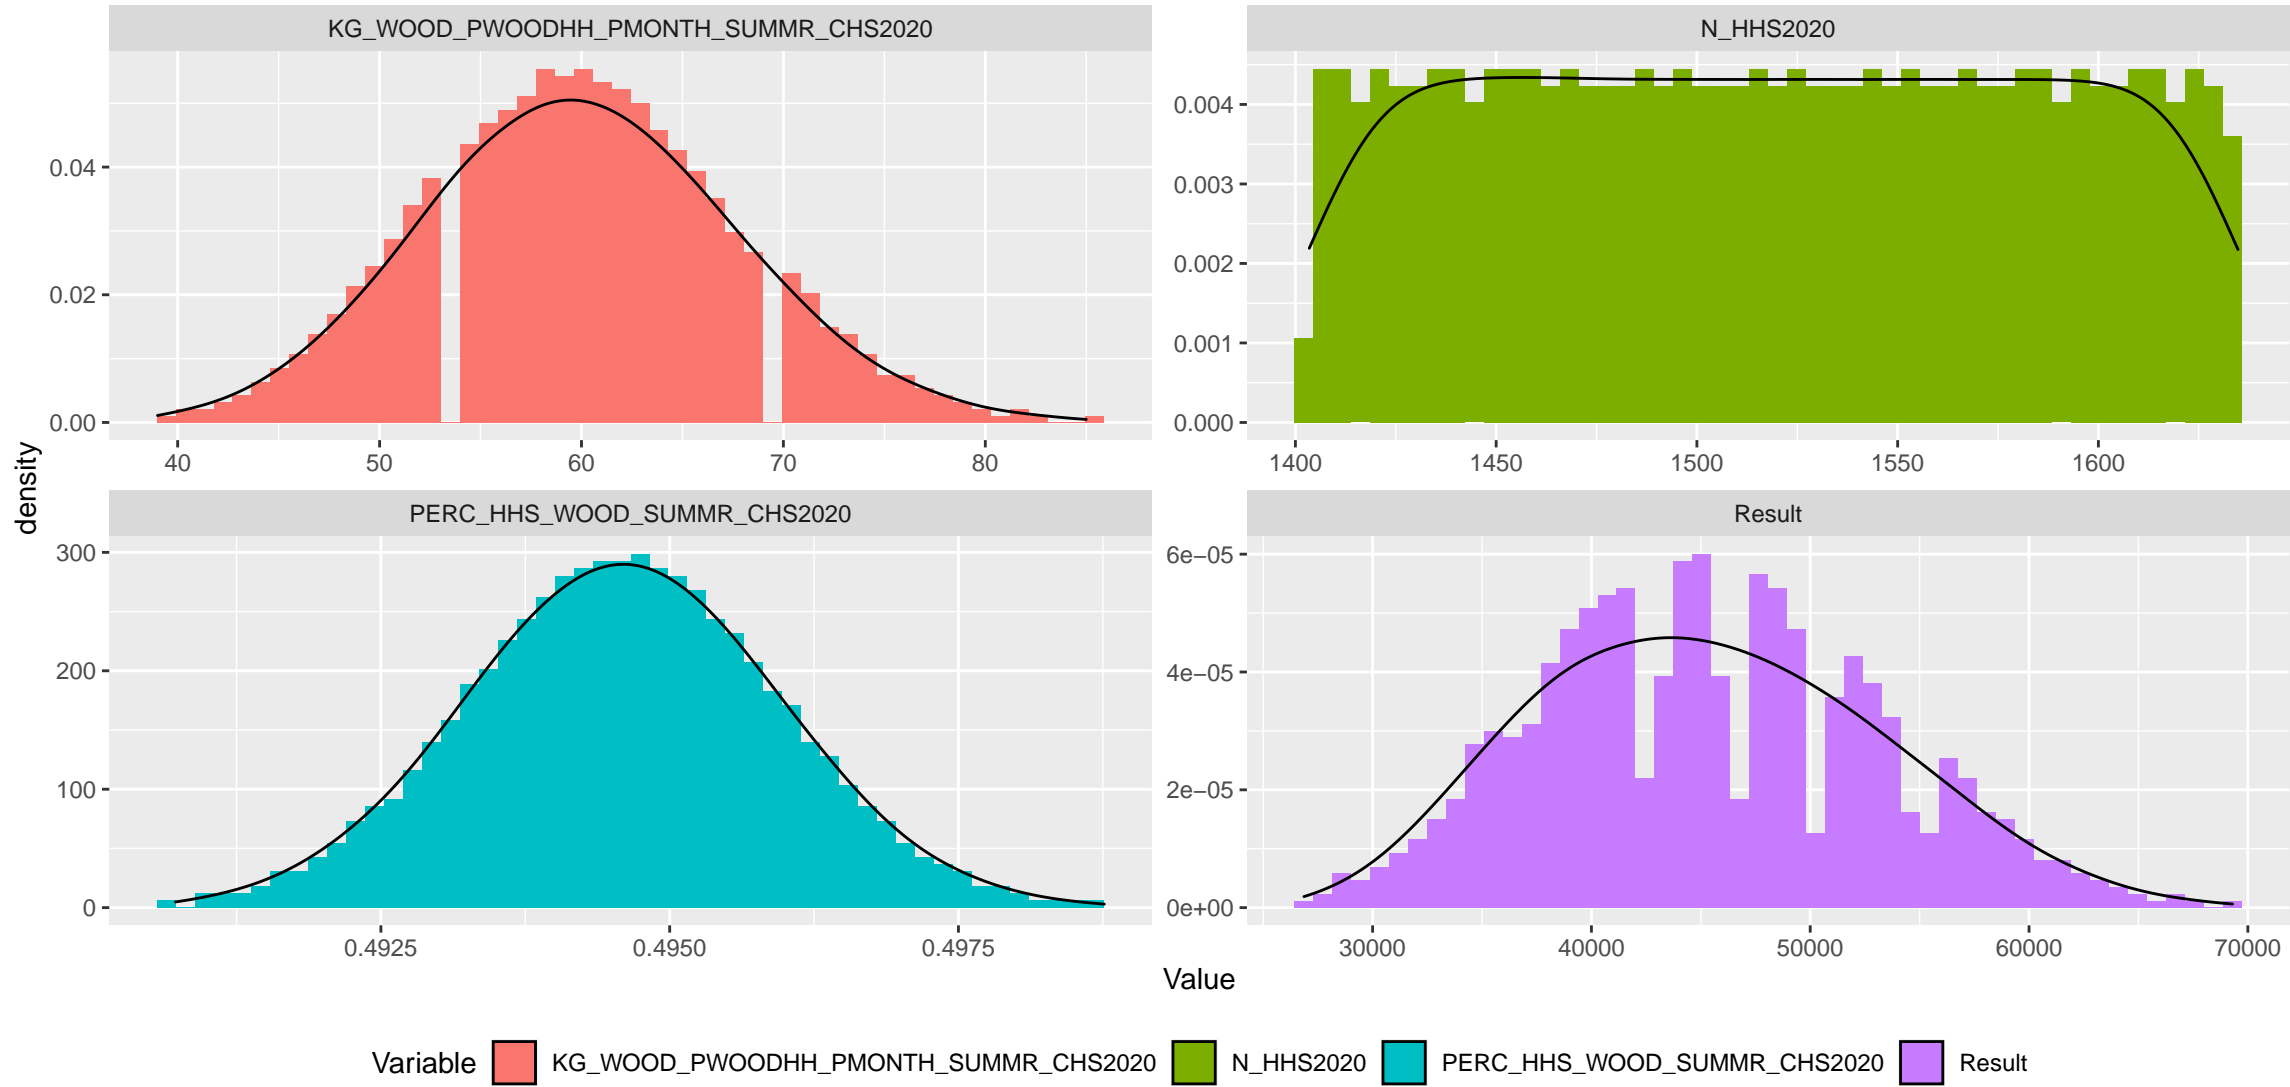 KG_WOOD_PWOODHH_PMONTH_SUMMR_CHS2020
N_HHS2020
0.04
0.02
0.00
40 50 60 70 80
0.004
0.003
0.002
0.001
0.000
1400 1450 1500 1550 1600
density
PERC_HHS_WOOD_SUMMR_CHS2020
Result
300
200
100
0
0.4925 0.4950 0.4975
6e−05
4e−05
2e−05
0e+00
30000 40000 50000 60000 70000
Value
Variable KG_WOOD_PWOODHH_PMONTH_SUMMR_CHS2020 N_HHS2020 PERC_HHS_WOOD_SUMMR_CHS2020 Result